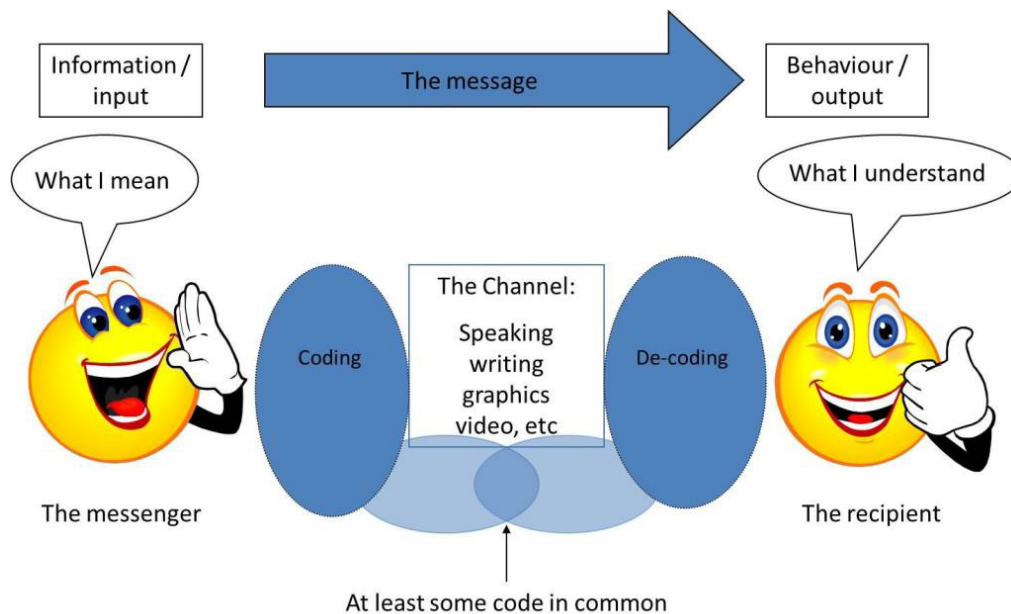 Information /
input
The message
Behaviour /
output
What I mean
What I understand
Coding
The Channel:
Speaking
writing
graphics
video, etc
De-coding
The messenger
The recipient
At least some code in common